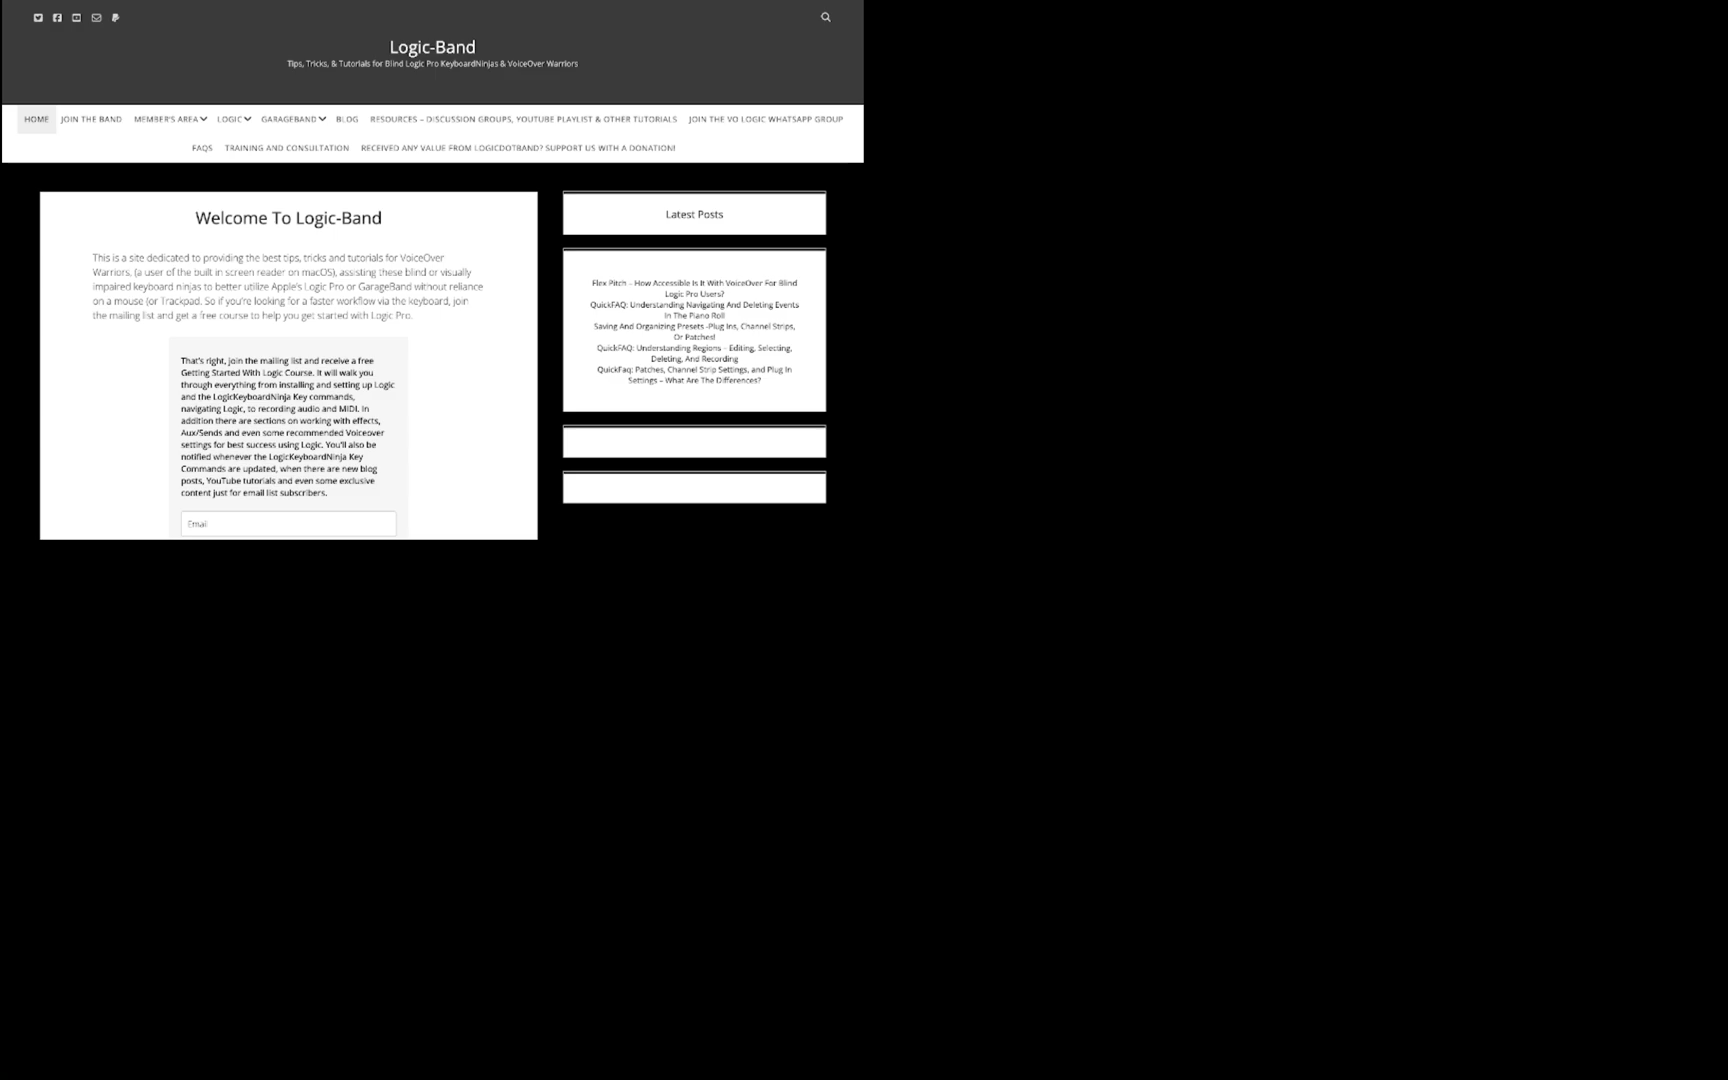 Logic-Band
Tips, Tricks, & Tutorials for Blind Logic Pro KeyboardNinjas & VoiceOver Warriors
HOME JOIN THE BAND MEMBER'S AREA LOGIC GARAGEBAND BLOG RESOURCES – DISCUSSION GROUPS, YOUTUBE PLAYLIST & OTHER TUTORIALS JOIN THE VO LOGIC WHATSAPP GROUP
FAQS TRAINING AND CONSULTATION RECEIVED ANY VALUE FROM LOGICDOTBAND? SUPPORT US WITH A DONATION!
Welcome To Logic-Band
This is a site dedicated to providing the best tips, tricks and tutorials for VoiceOver
Warriors, (a user of the built in screen reader on macOS), assisting these blind or visually
impaired keyboard ninjas to better utilize Apple's Logic Pro or GarageBand without reliance
on a mouse (or Trackpad. So if you're looking for a faster workflow via the keyboard, join
the mailing list and get a free course to help you get started with Logic Pro.
That's right, join the mailing list and receive a free
Getting Started With Logic Course. It will walk you
through everything from installing and setting up Logic
and the LogicKeyboardNinja Key commands,
navigating Logic, to recording audio and MIDI. In
addition there are sections on working with effects,
Aux/Sends and even some recommended Voiceover
settings for best success using Logic. You'll also be
notified whenever the LogicKeyboardNinja Key
Commands are updated, when there are new blog
posts, YouTube tutorials and even some exclusive
content just for email list subscribers.
Email
Latest Posts
Flex Pitch – How Accessible Is It With VoiceOver For Blind
Logic Pro Users?
QuickFAQ: Understanding Navigating And Deleting Events
In The Piano Roll
Saving And Organizing Presets -Plug Ins, Channel Strips,
Or Patches!
QuickFAQ: Understanding Regions – Editing, Selecting,
Deleting, And Recording
QuickFaq: Patches, Channel Strip Settings, and Plug In
Settings – What Are The Differences?